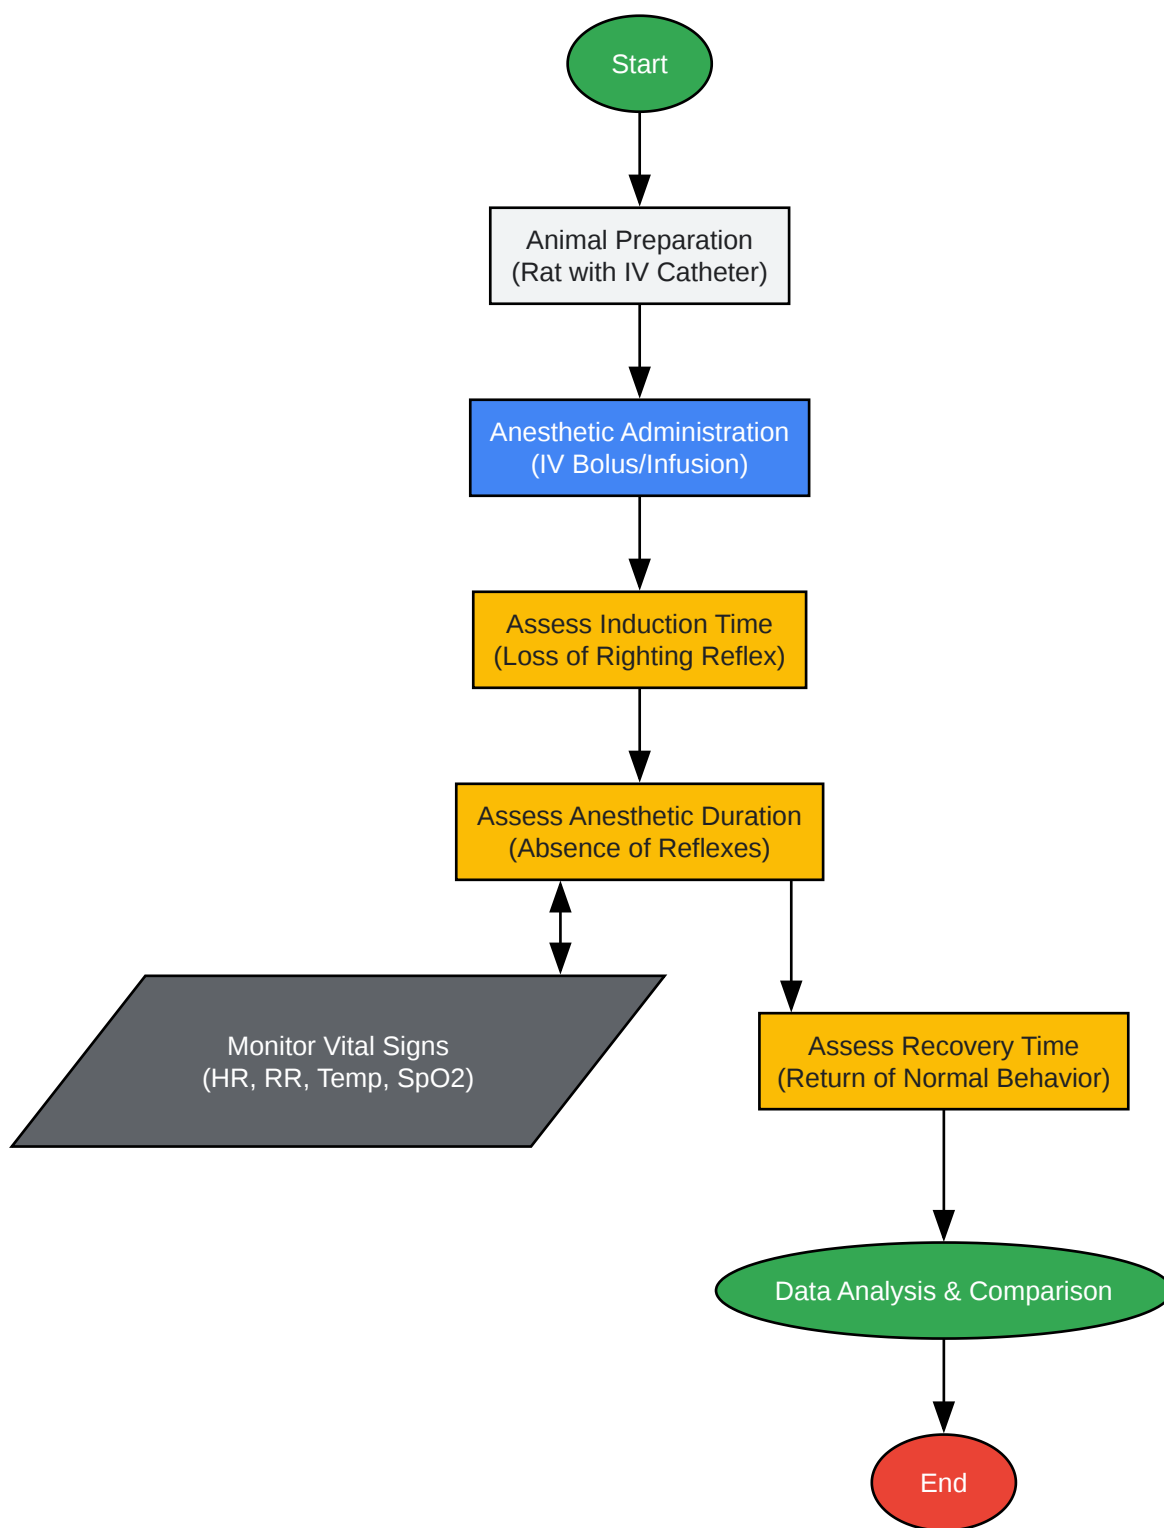 Start
Animal Preparation
(Rat with IV Catheter)
Anesthetic Administration
(IV Bolus/Infusion)
Assess Induction Time
(Loss of Righting Reflex)
Assess Anesthetic Duration
(Absence of Reflexes)
Monitor Vital Signs
(HR, RR, Temp, SpO2)
Assess Recovery Time
(Return of Normal Behavior)
Data Analysis & Comparison
End